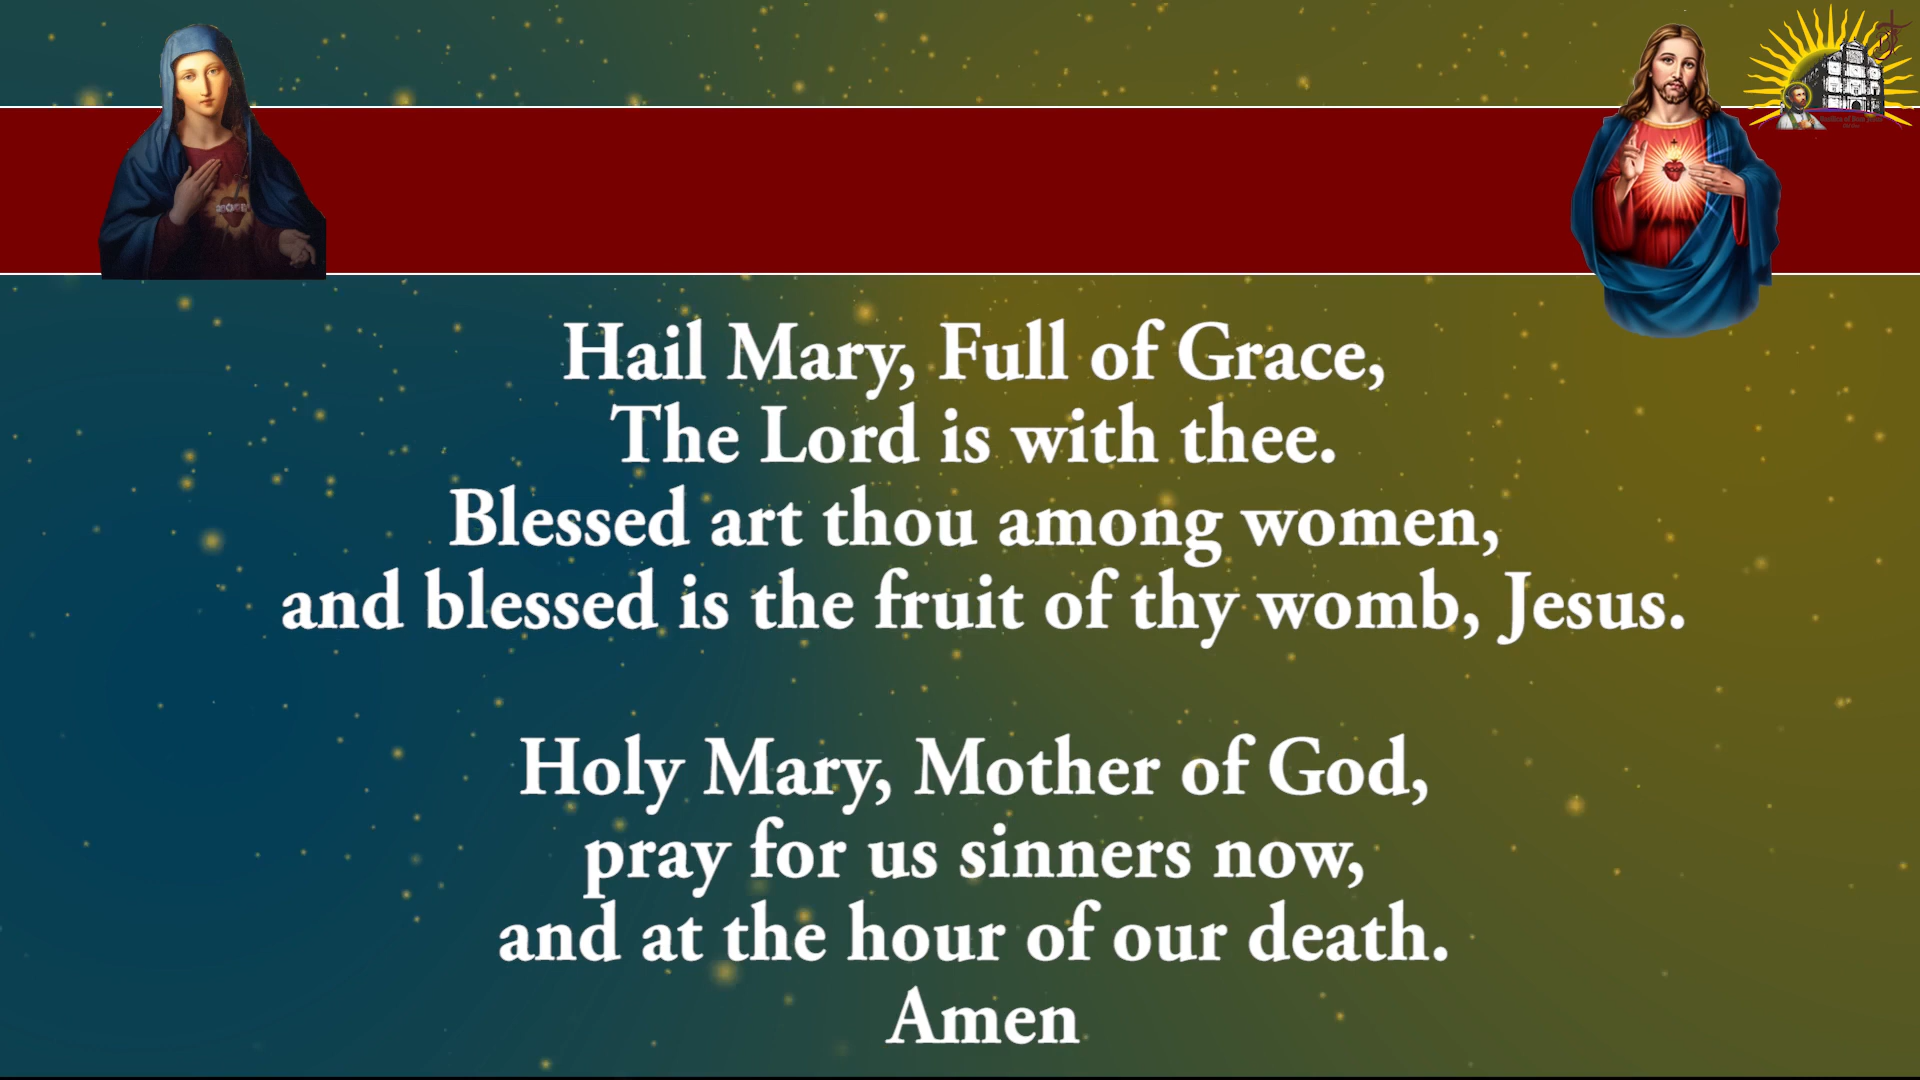 Hail Mary, Full of Grace,
The Lord is with thee.
Blessed art thou among women,
and blessed is the fruit of thy womb, Jesus.
Holy Mary, Mother of God,
pray for us sinners now,
and at the hour of our death.
Amen